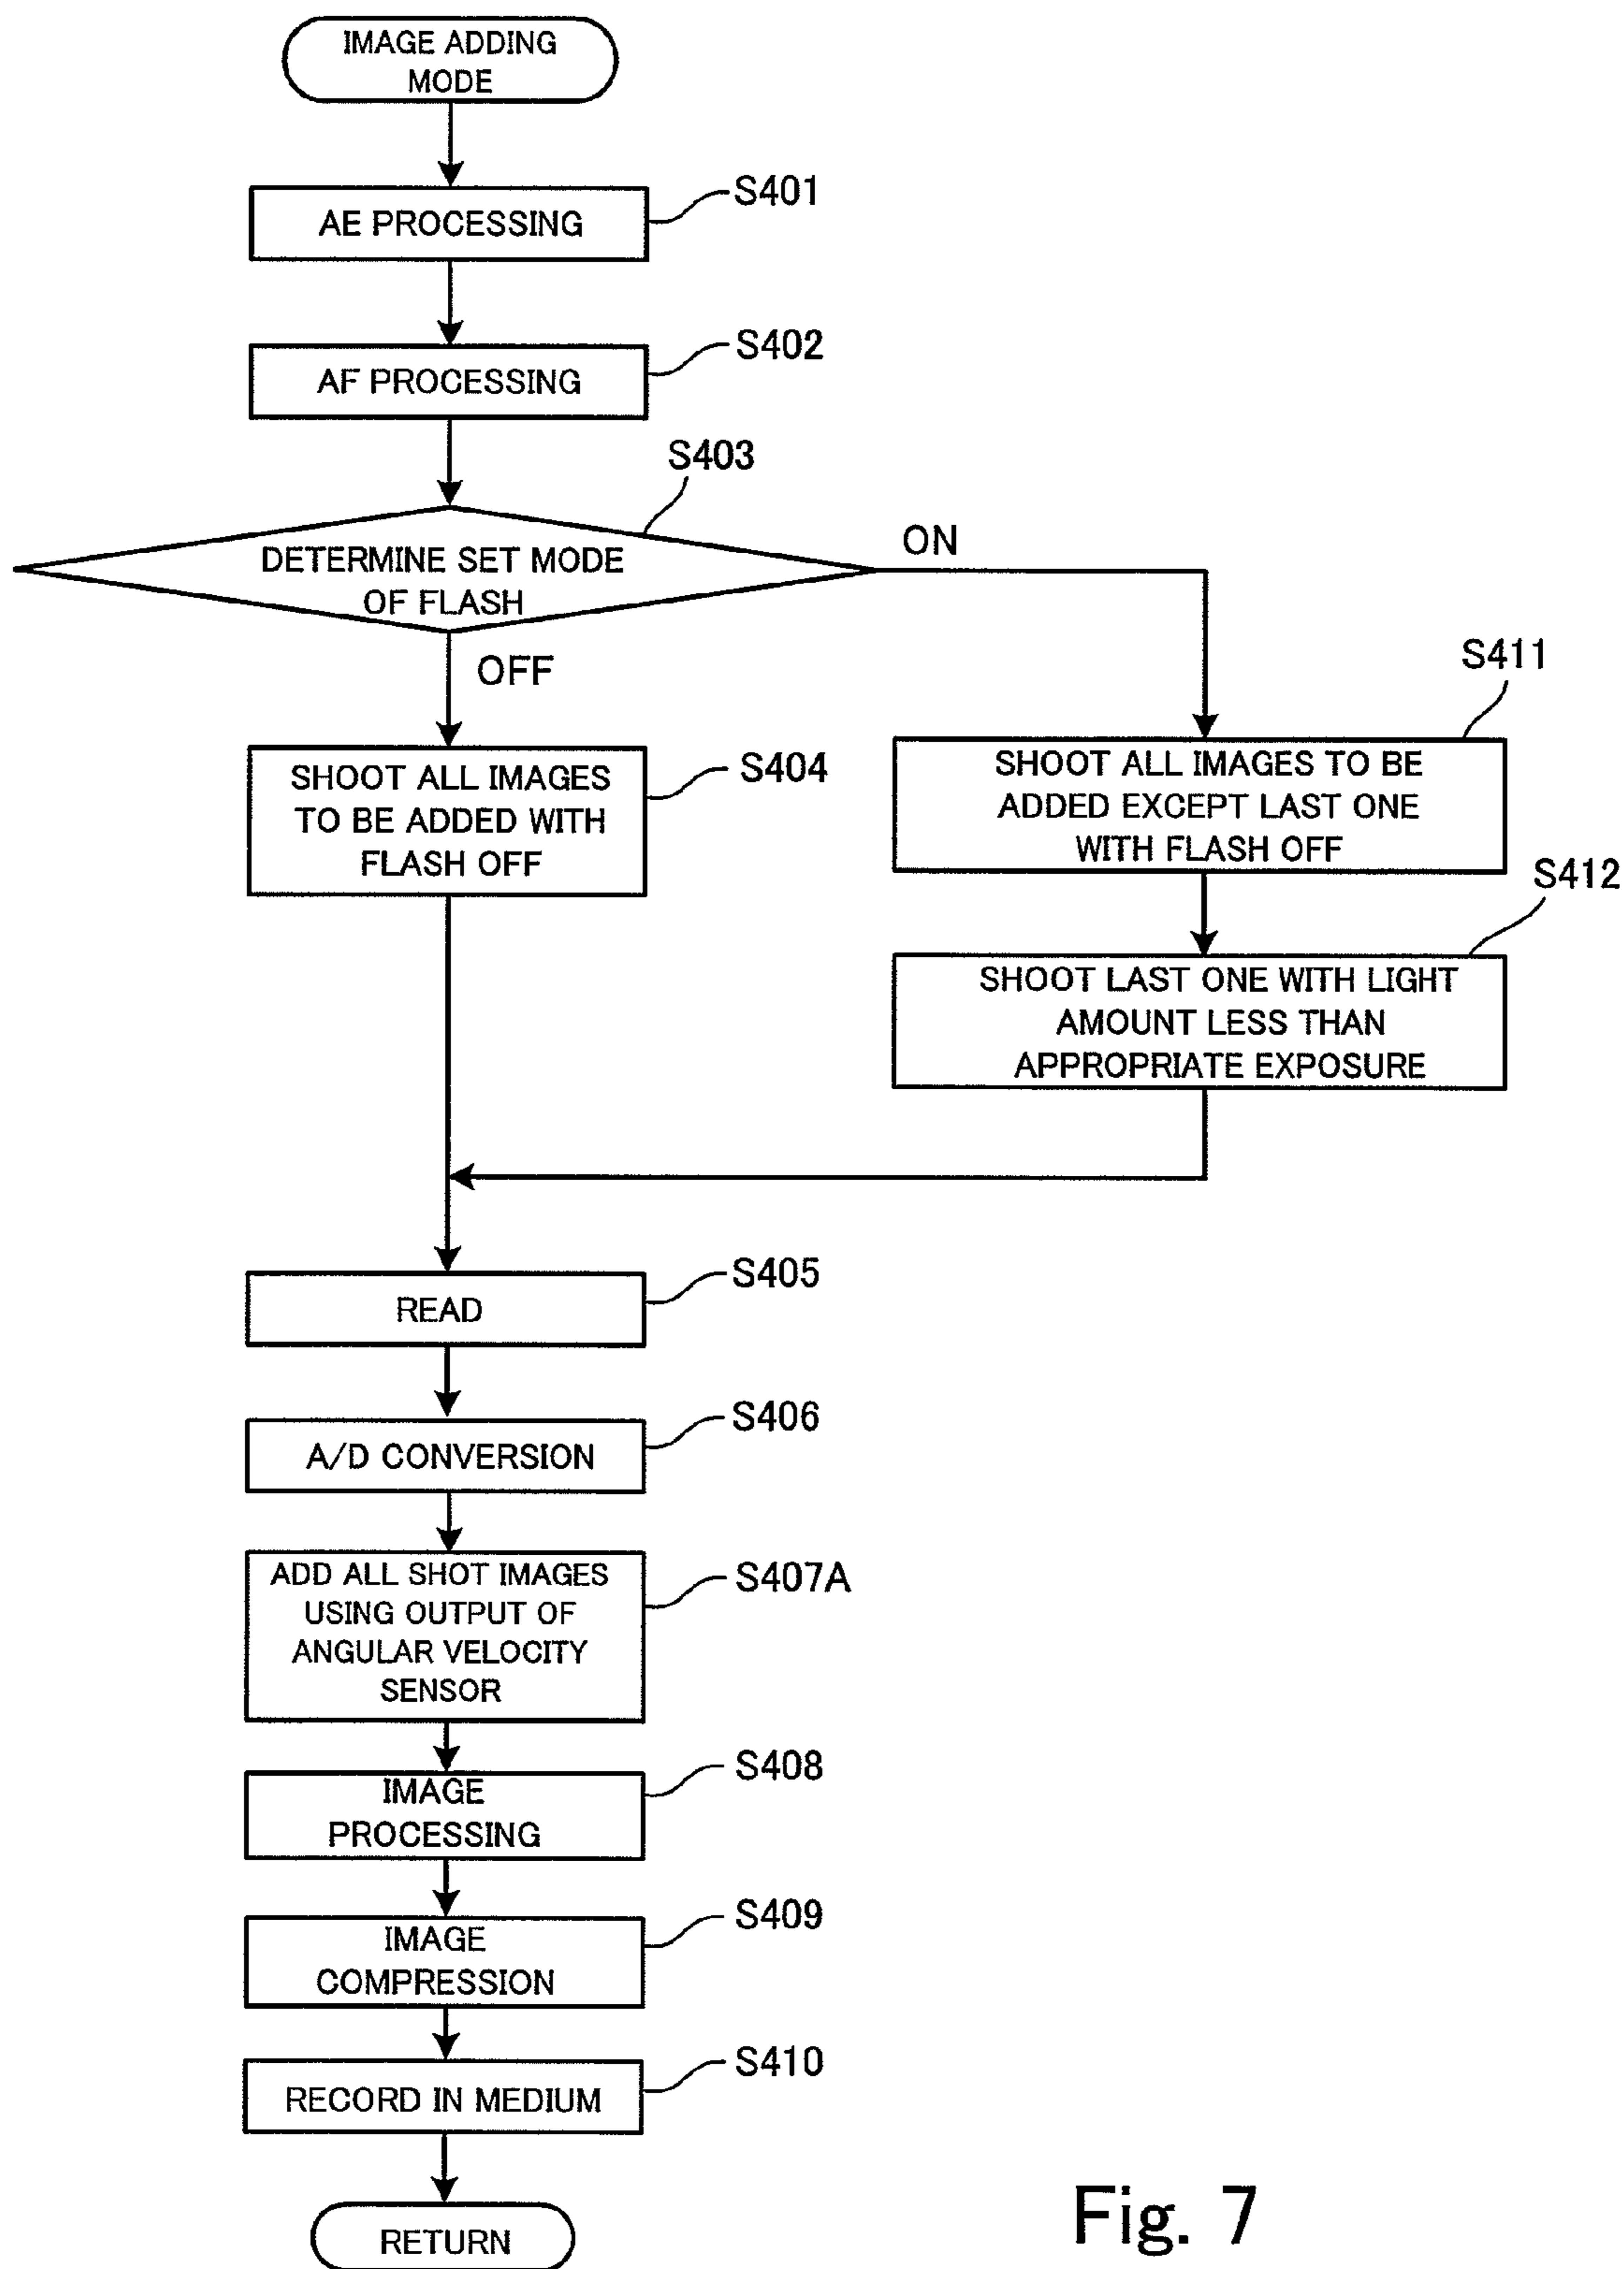 IMAGE ADDING
MODE
S401
AE PROCESSING
S402
AF PROCESSING
S403
DETERMINE SET MODE
OF FLASH
ON
OFF
S404
SHOOT ALL IMAGES
TO BE ADDED WITH
FLASH OFF
S411
SHOOT ALL IMAGES TO BE
ADDED EXCEPT LAST ONE
WITH FLASH OFF
S412
SHOOT LAST ONE WITH LIGHT
AMOUNT LESS THAN
APPROPRIATE EXPOSURE
S405
READ
S406
A/D CONVERSION
S407A
ADD ALL SHOT IMAGES
USING OUTPUT OF
ANGULAR VELOCITY
SENSOR
S408
IMAGE
PROCESSING
S409
IMAGE
COMPRESSION
S410
RECORD IN MEDIUM
RETURN
Fig. 7